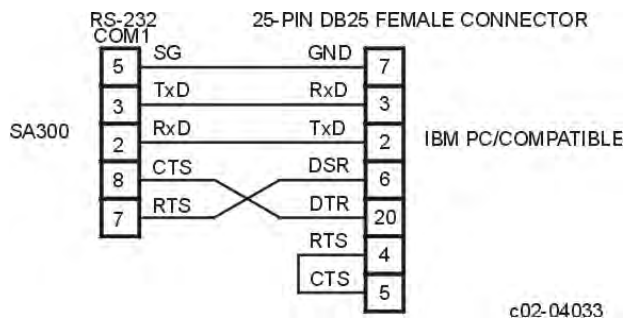 RS-232 25-PIN DB25 FEMALE CONNECTOR
COM1
5 SG GND 7
3 TxD RxD 3
SA300 2 RxD TxD 2 IBM PC/COMPATIBLE
8 CTS DSR 6
7 RTS DTR 20
RTS 4
CTS 5
c02-04033